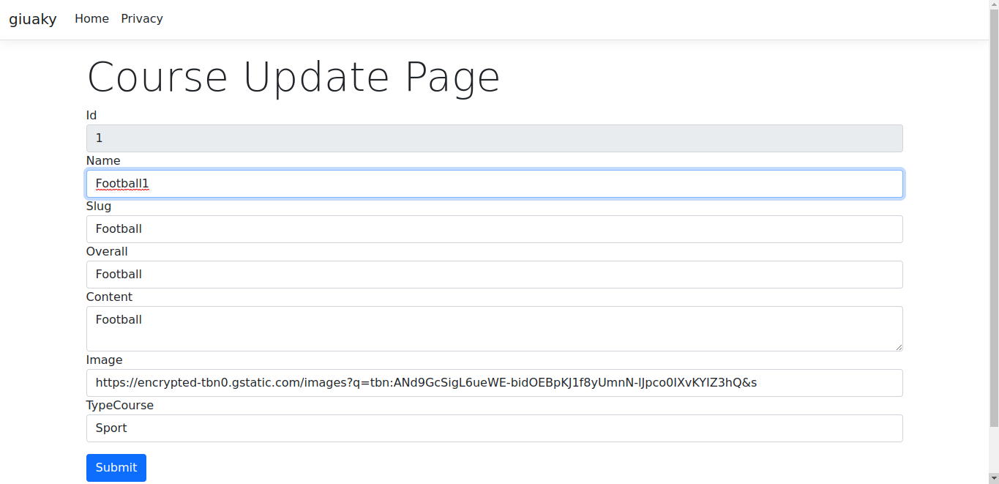 giuaky Home Privacy
Course Update Page
Id
1
Name
Football1
Slug
Football
Overall
Football
Content
Football
Image
https://encrypted-tbn0.gstatic.com/images?q=tbn:ANd9GcSigL6ueWE-bidOEBpKJ1f8yUmnN-lJpco0IXvKYIZ3hQ&s
TypeCourse
Sport
Submit